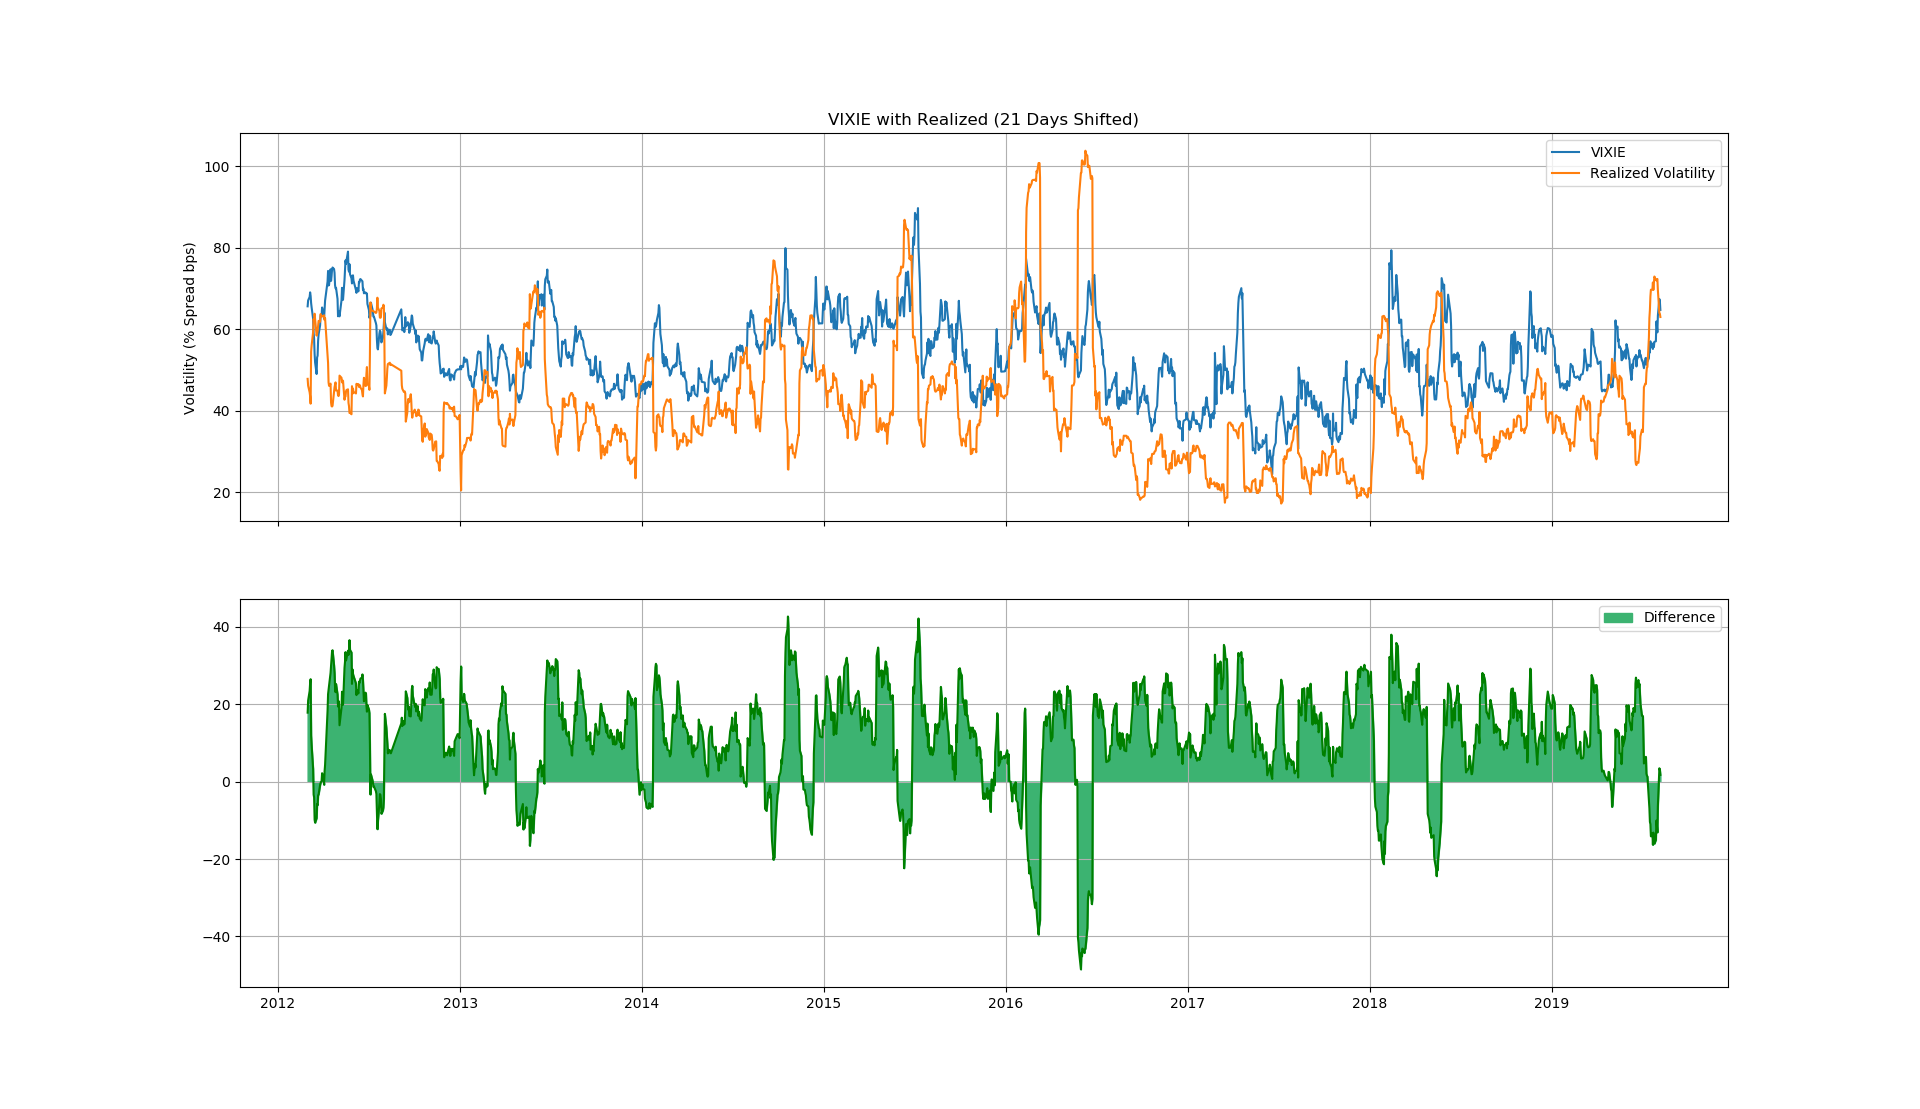 VIXIE with Realized (21 Days Shifted)
Volatility (% Spread bps)
100
80
60
40
20
VIXIE
Realized Volatility
40
20
0
−20
−40
Difference
2012 2013 2014 2015 2016 2017 2018 2019